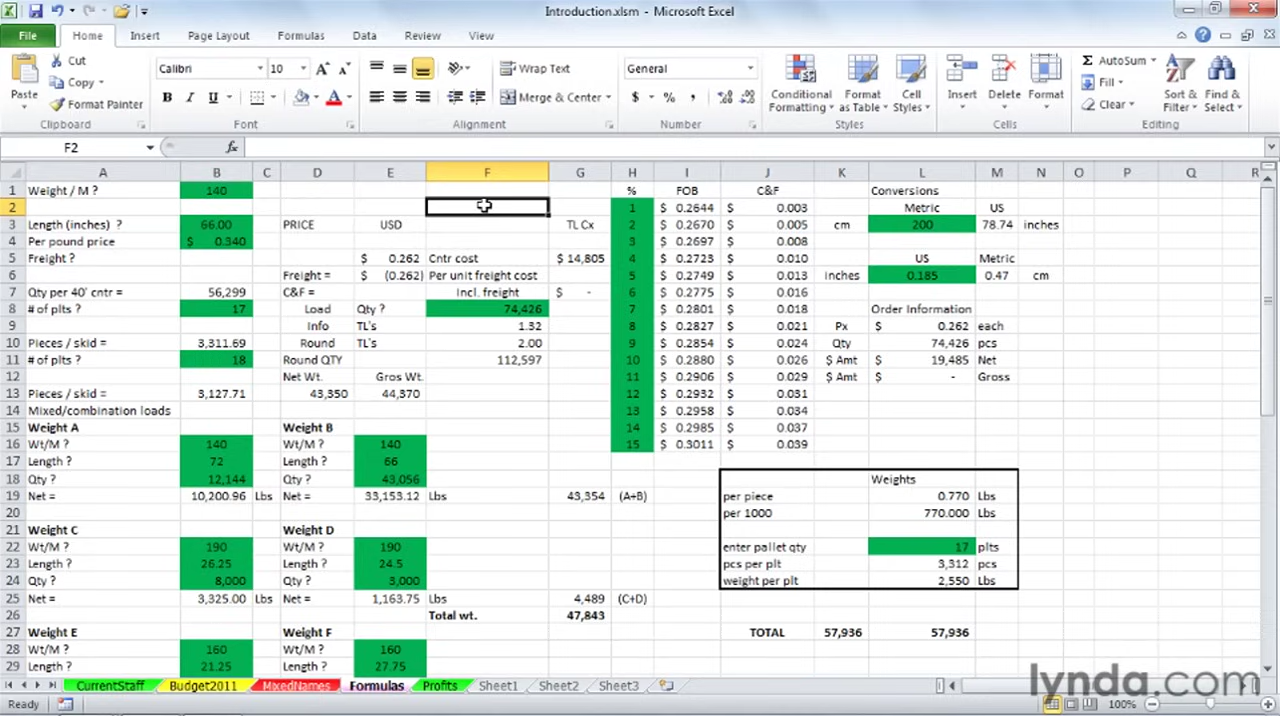 Introduction.xlsm - Microsoft Excel
File Home Insert Page Layout Formulas Data Review View
Paste Cut Copy Format Painter Clipboard
Calibri 10 B I U Font
Wrap Text Merge & Center Alignment
General $ % , Number
Conditional Formatting Format as Table Cell Styles Styles
Insert Delete Format Cells
AutoSum Fill Clear Sort & Filter Find & Select Editing
F2 fx
A B C D E F G H I J K L M N O P Q R
1 Weight / M ? 140 % FOB C&F Conversions
2 1 $ 0.2644 $ 0.003 Metric US
3 Length (inches) ? 66.00 PRICE USD TL Cx 2 $ 0.2670 $ 0.005 cm 200 78.74 inches
4 Per pound price $ 0.340 3 $ 0.2697 $ 0.008
5 Freight ? $ 0.262 Cntr cost $ 14,805 4 $ 0.2723 $ 0.010 US Metric
6 Freight = $ (0.262) Per unit freight cost 5 $ 0.2749 $ 0.013 inches 0.185 0.47 cm
7 Qty per 40' cntr = 56,299 C&F = Incl. freight $ - 6 $ 0.2775 $ 0.016
8 # of plts ? 17 Load Qty ? 74,426 7 $ 0.2801 $ 0.018 Order Information
9 Info TL's 1.32 8 $ 0.2827 $ 0.021 Px $ 0.262 each
10 Pieces / skid = 3,311.69 Round TL's 2.00 9 $ 0.2854 $ 0.024 Qty 74,426 pcs
11 # of plts ? 18 Round QTY 112,597 10 $ 0.2880 $ 0.026 $ Amt $ 19,485 Net
12 Net Wt. Gros Wt. 11 $ 0.2906 $ 0.029 $ Amt $ - Gross
13 Pieces / skid = 3,127.71 43,350 44,370 12 $ 0.2932 $ 0.031
14 Mixed/combination loads 13 $ 0.2958 $ 0.034
15 Weight A Weight B 14 $ 0.2985 $ 0.037
16 Wt/M ? 140 Wt/M ? 140 15 $ 0.3011 $ 0.039
17 Length ? 72 Length ? 66
18 Qty ? 12,144 Qty ? 43,056 Weights
19 Net = 10,200.96 Lbs Net = 33,153.12 Lbs 43,354 (A+B) per piece 0.770 Lbs
20 per 1000 770.000 Lbs
21 Weight C Weight D
22 Wt/M ? 190 Wt/M ? 190 enter pallet qty 17 plts
23 Length ? 26.25 Length ? 24.5 pcs per plt 3,312 pcs
24 Qty ? 8,000 Qty ? 3,000 weight per plt 2,550 Lbs
25 Net = 3,325.00 Lbs Net = 1,163.75 Lbs 4,489 (C+D)
26 Total wt. 47,843
27 Weight E Weight F TOTAL 57,936 57,936
28 Wt/M ? 160 Wt/M ? 160
29 Length ? 21.25 Length ? 27.75
CurrentStaff Budget2011 MixedNames Formulas Profits Sheet1 Sheet2 Sheet3
lynda.com
Ready 100%